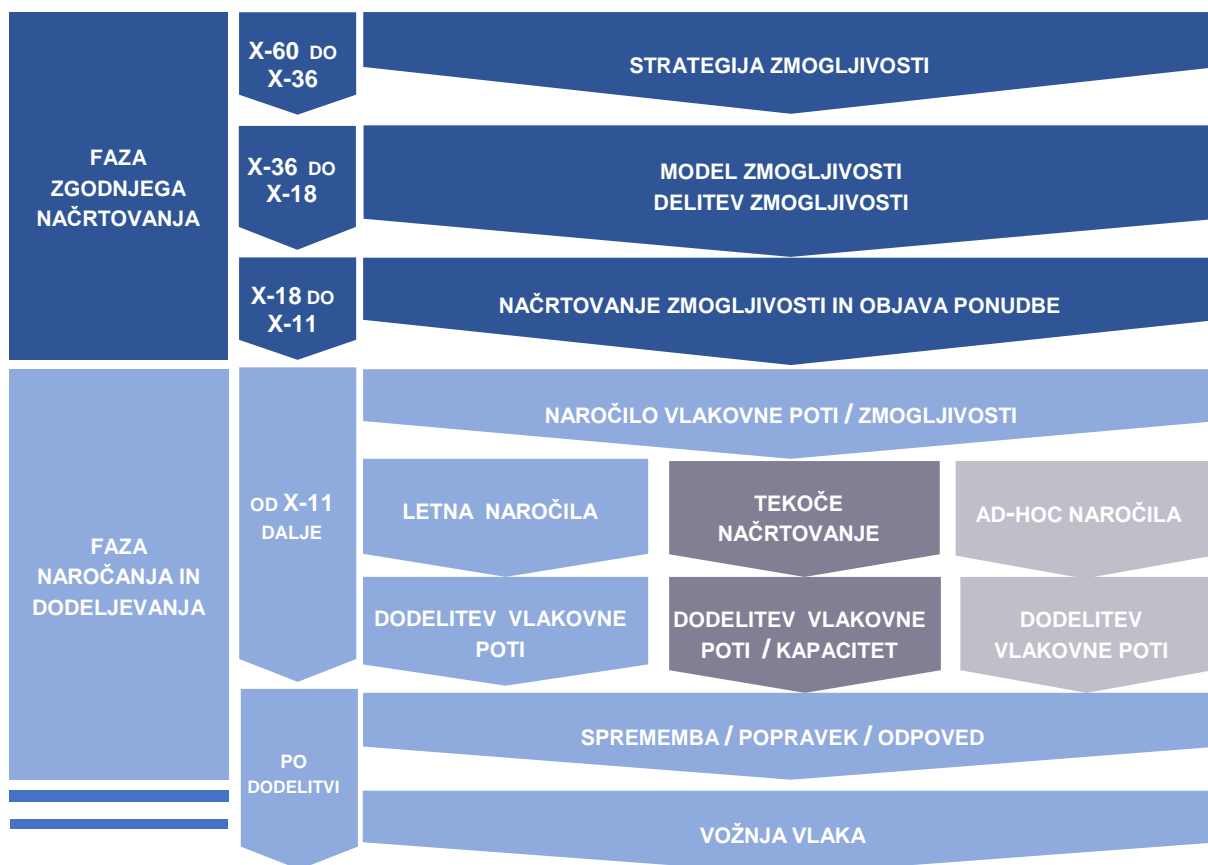 FAZA
ZGODNJEGA
NAČRTOVANJA
X-60 DO
X-36
STRATEGIJA ZMOGLJIVOSTI
X-36 DO
X-18
MODEL ZMOGLJIVOSTI
DELITEV ZMOGLJIVOSTI
X-18 DO
X-11
NAČRTOVANJE ZMOGLJIVOSTI IN OBJAVA PONUDBE
FAZA
NAROČANJA IN
DODELJEVANJA
OD X-11
DALJE
NAROČILO VLAKOVNE POTI / ZMOGLJIVOSTI
LETNA NAROČILA
TEKOČE
NAČRTOVANJE
AD-HOC NAROČILA
DODELITEV VLAKOVNE
POTI
DODELITEV VLAKOVNE
POTI / KAPACITET
DODELITEV
VLAKOVNE POTI
PO
DODELITVI
SPREMEMBA / POPRAVEK / ODPOVED
VOŽNJA VLAKA